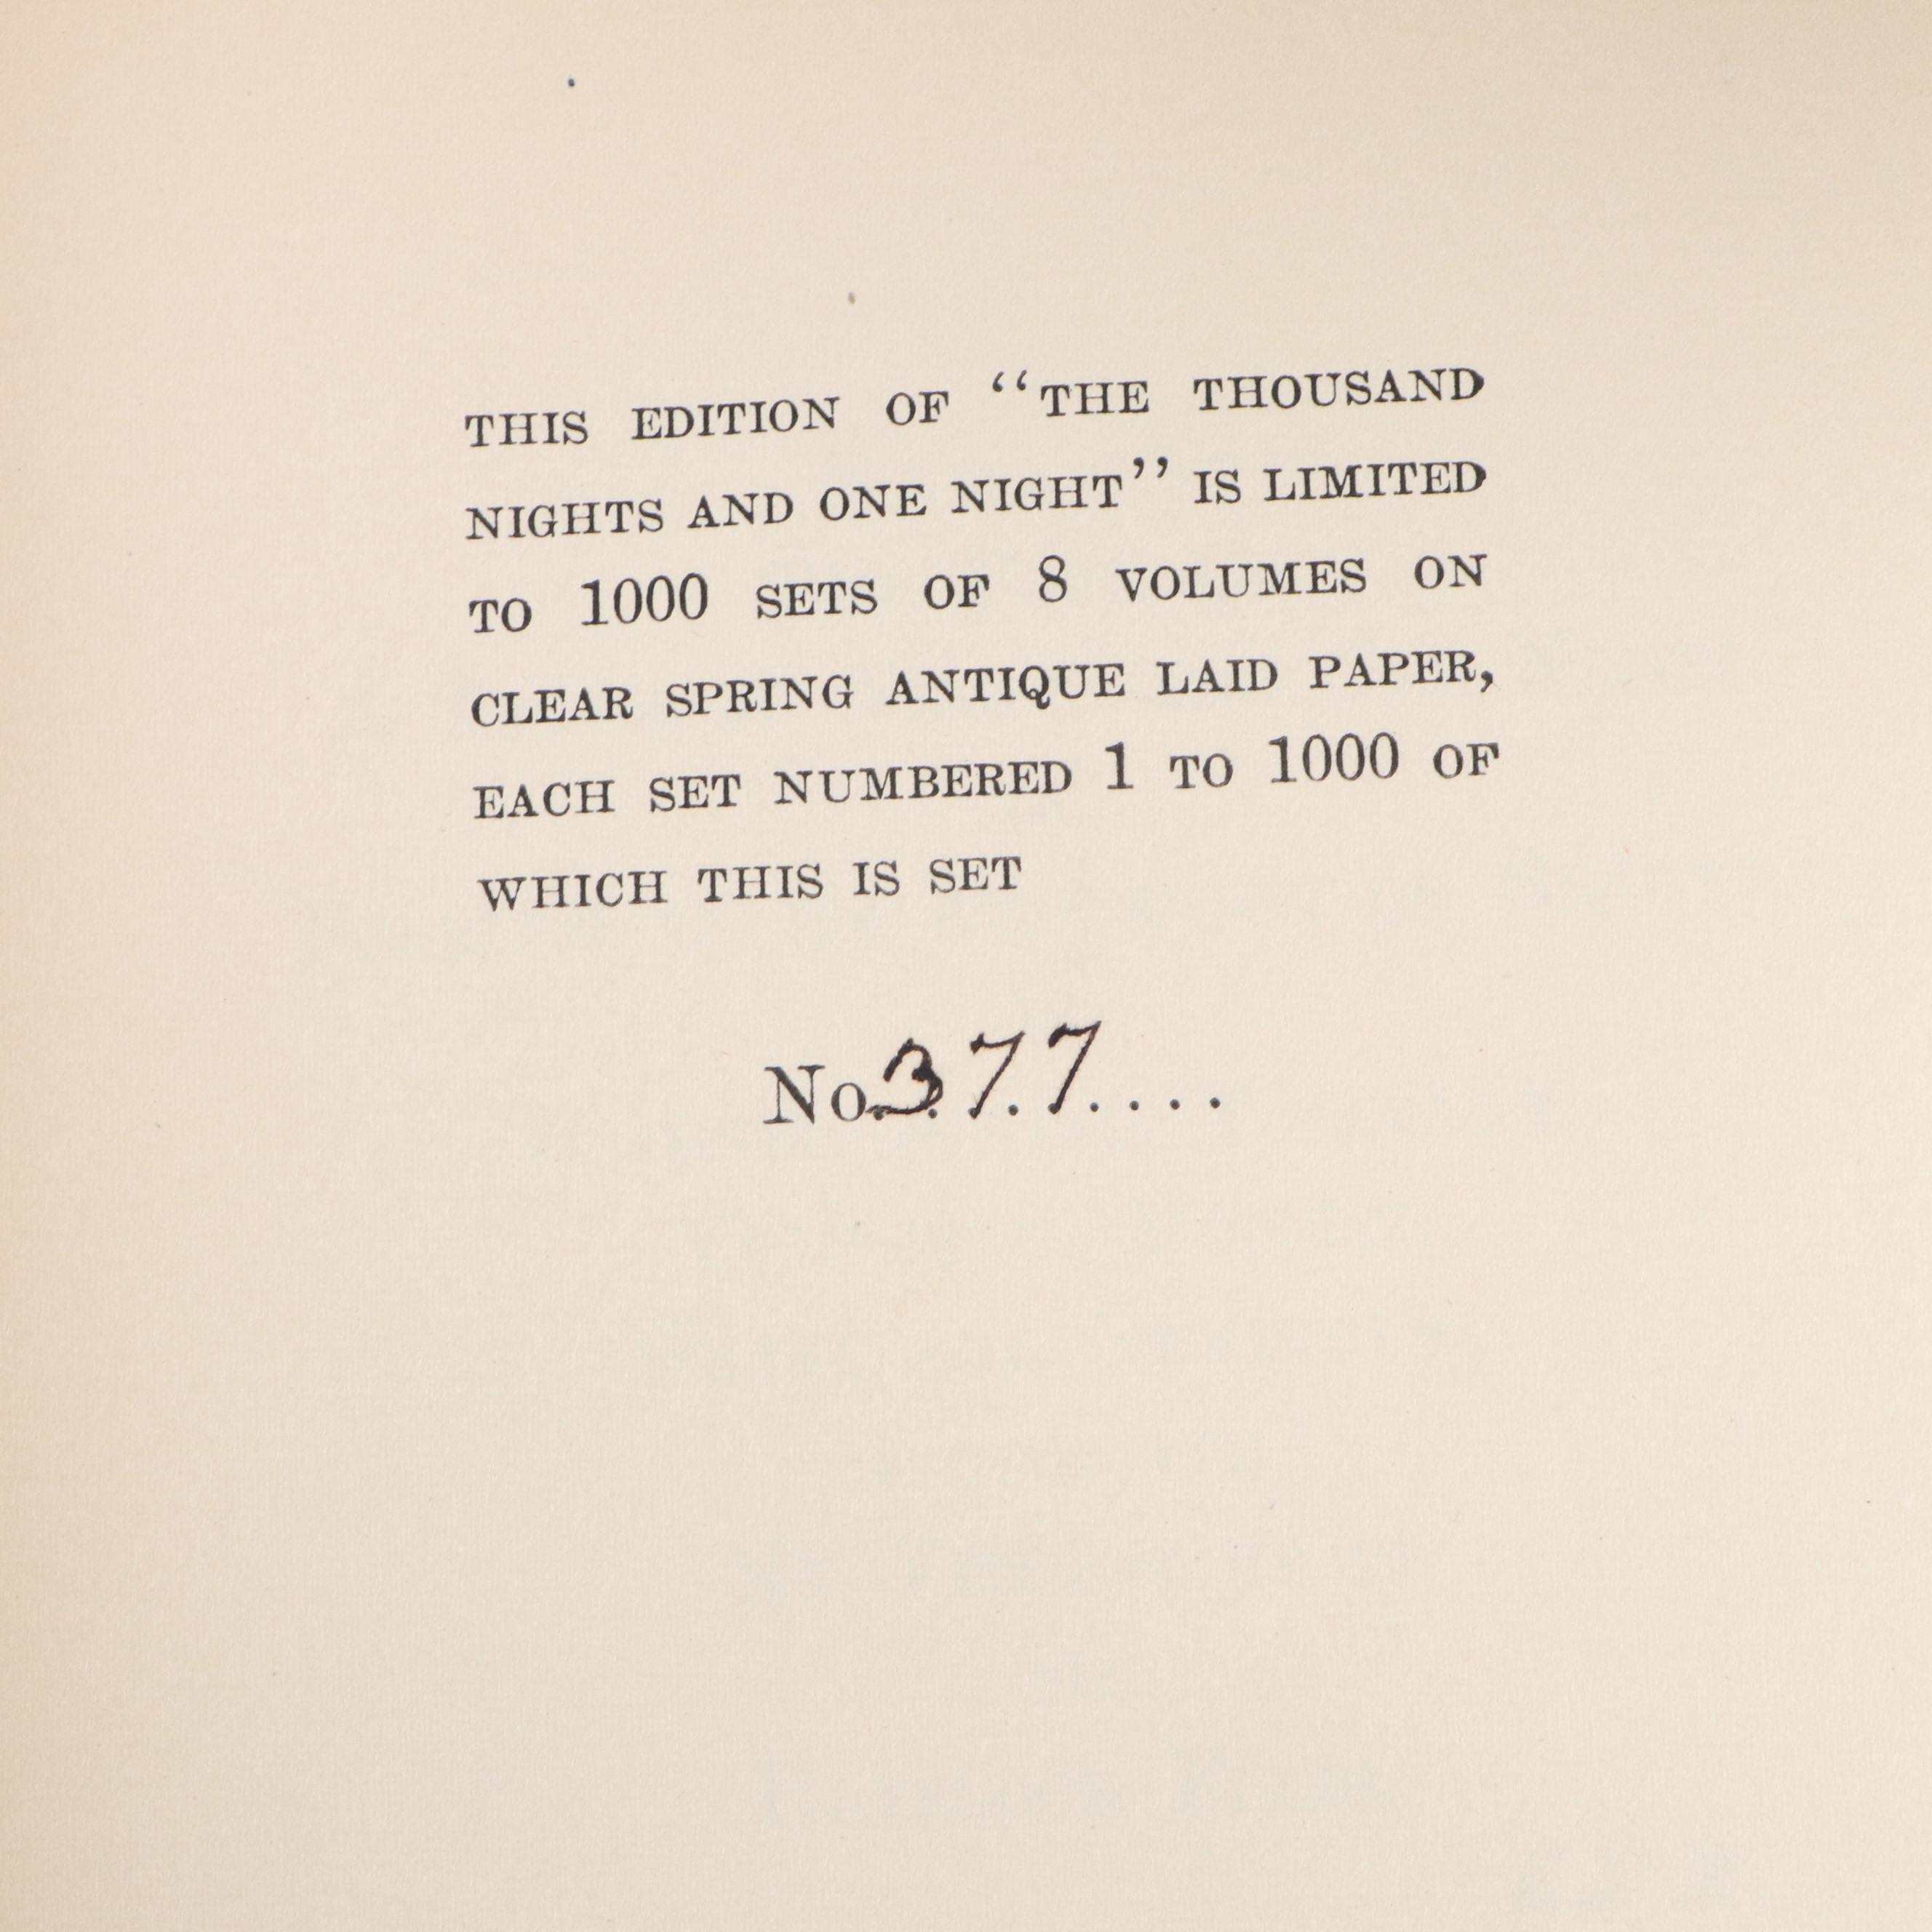 THIS EDITION OF “THE THOUSAND
NIGHTS AND ONE NIGHT” IS LIMITED
TO 1000 SETS OF 8 VOLUMES ON
CLEAR SPRING ANTIQUE LAID PAPER,
EACH SET NUMBERED 1 TO 1000 OF
WHICH THIS IS SET
No. 377....